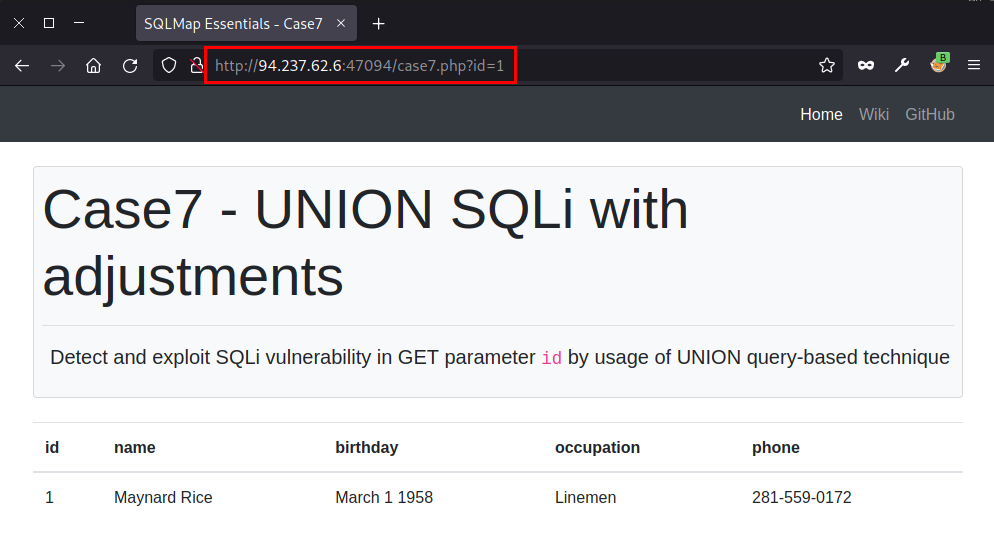 SQLMap Essentials - Case7
http://94.237.62.6:47094/case7.php?id=1
B
Home Wiki GitHub
Case7 - UNION SQLi with
adjustments
Detect and exploit SQLi vulnerability in GET parameter id by usage of UNION query-based technique
id name birthday occupation phone
1 Maynard Rice March 1 1958 Linemen 281-559-0172